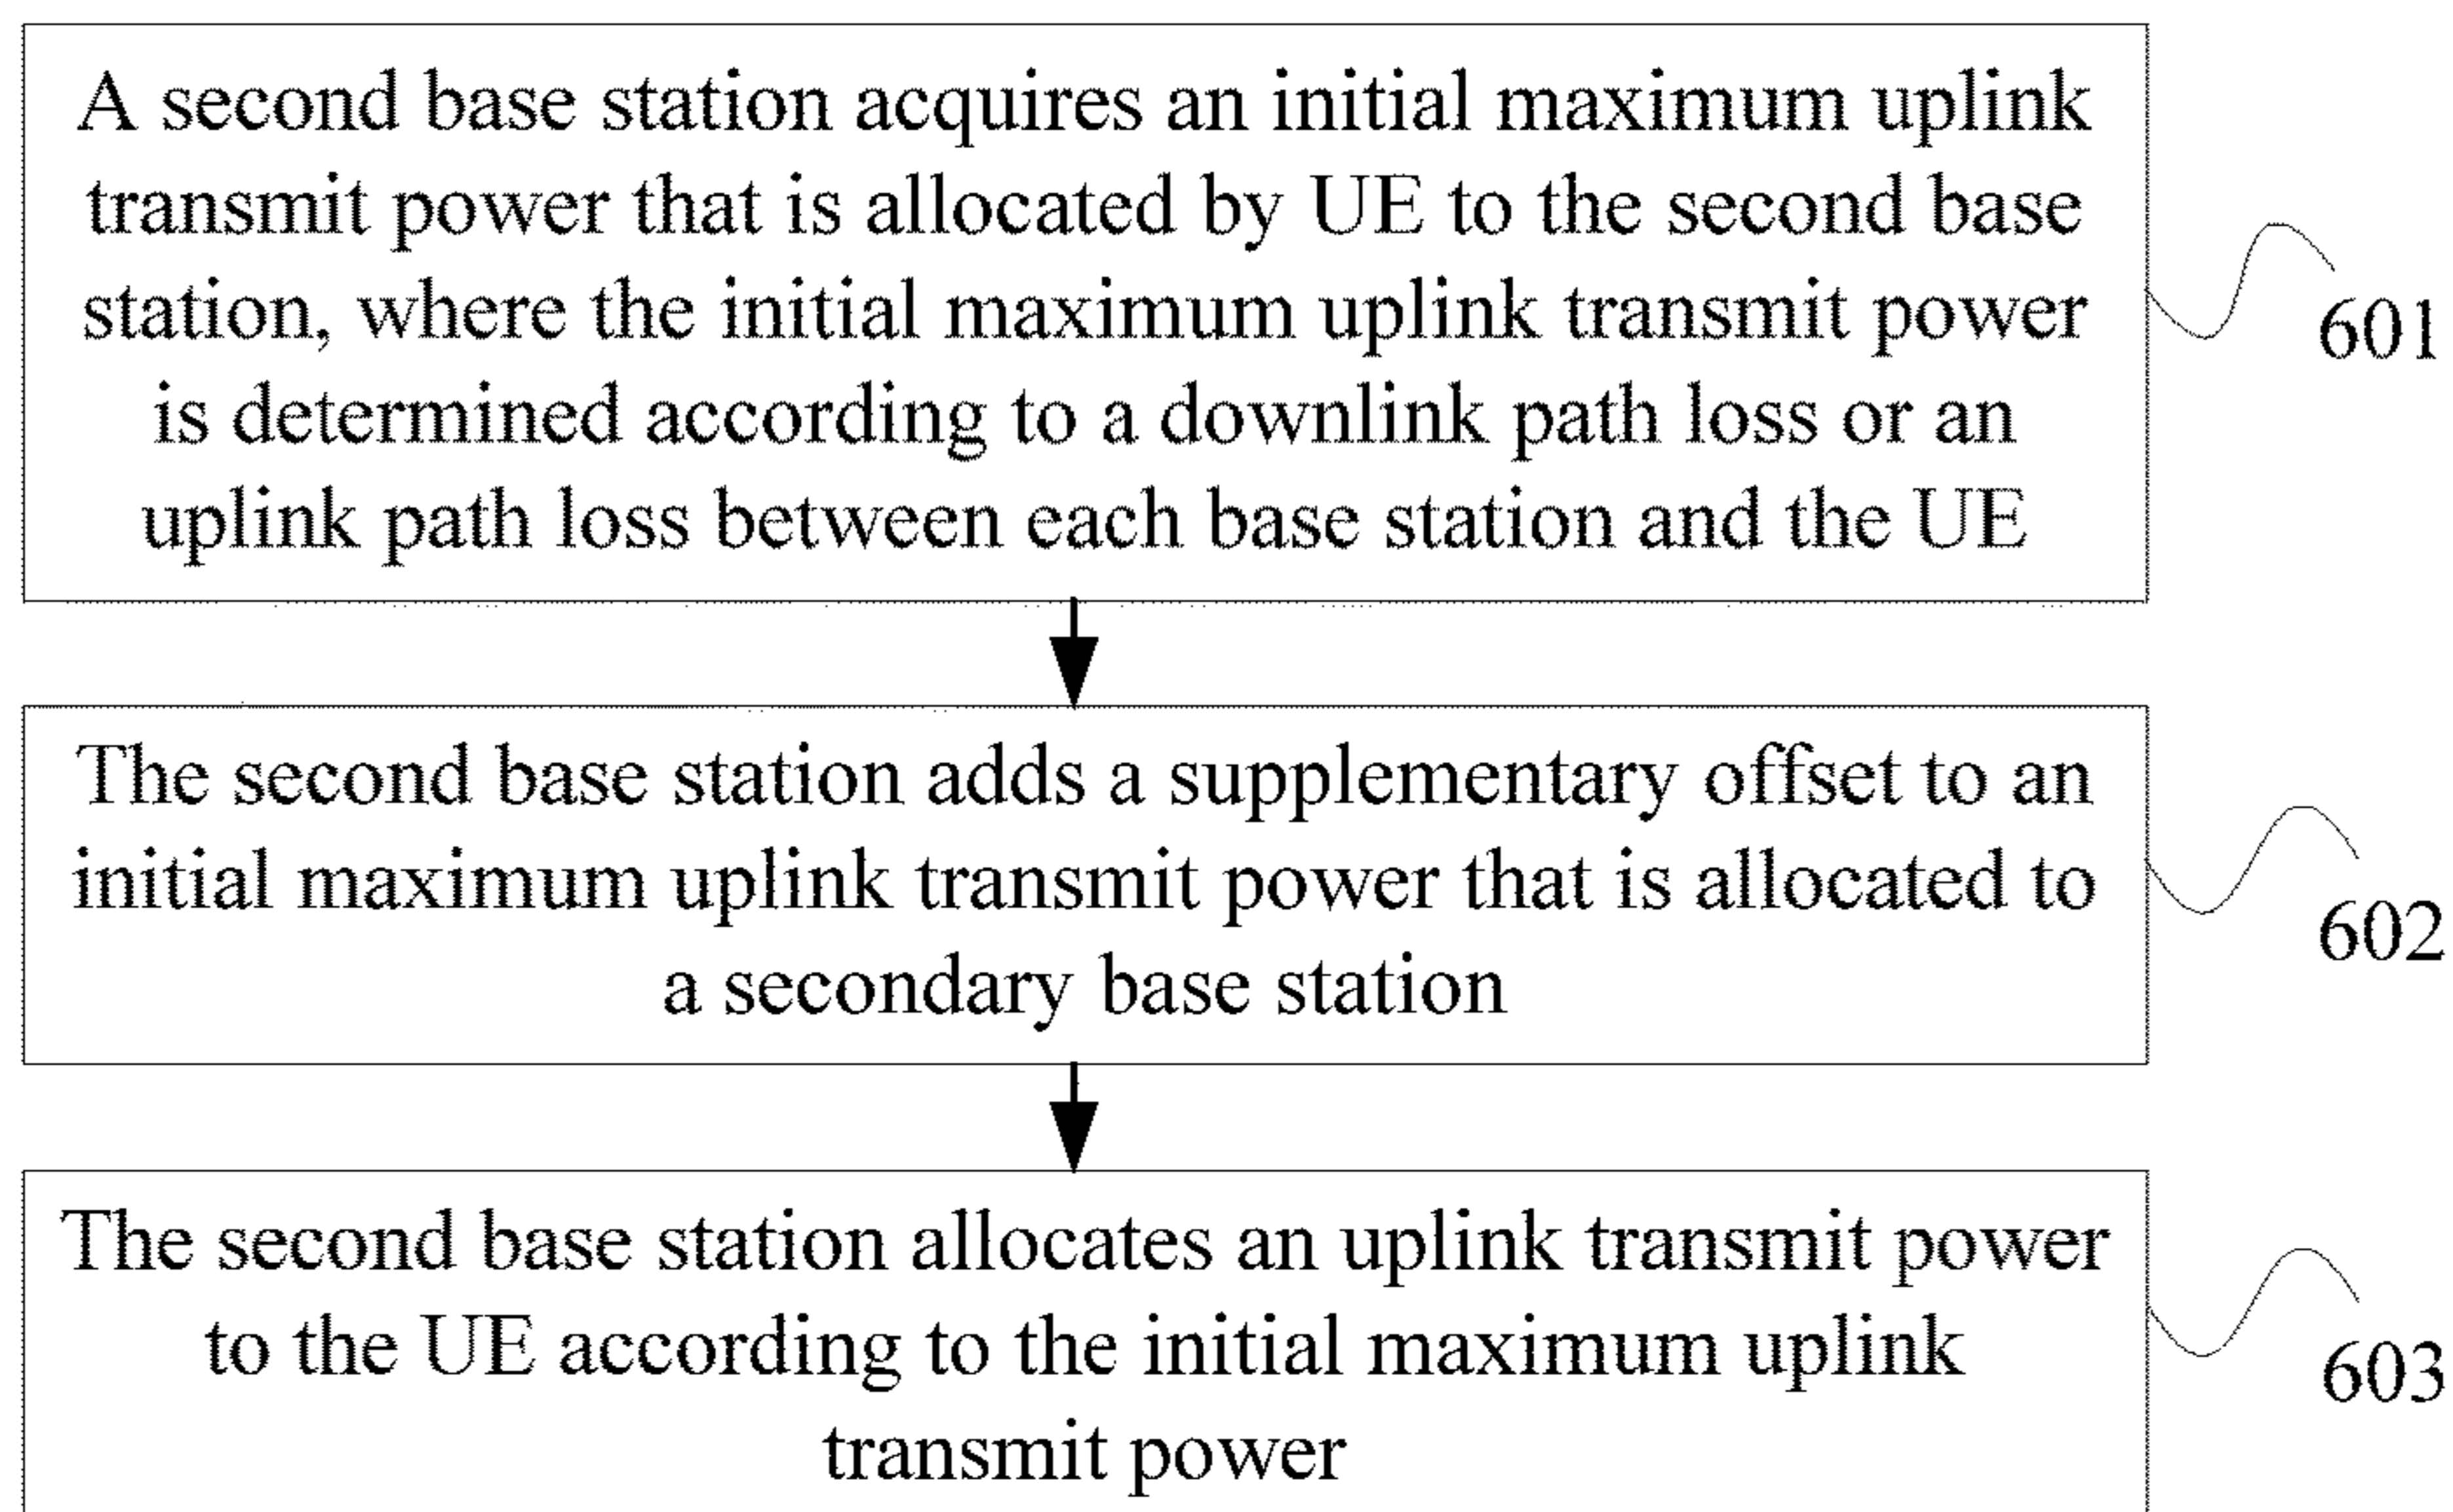 A second base station acquires an initial maximum uplink
transmit power that is allocated by UE to the second base
station, where the initial maximum uplink transmit power
is determined according to a downlink path loss or an
uplink path loss between each base station and the UE
601
The second base station adds a supplementary offset to an
initial maximum uplink transmit power that is allocated to
a secondary base station
602
The second base station allocates an uplink transmit power
to the UE according to the initial maximum uplink
transmit power
603